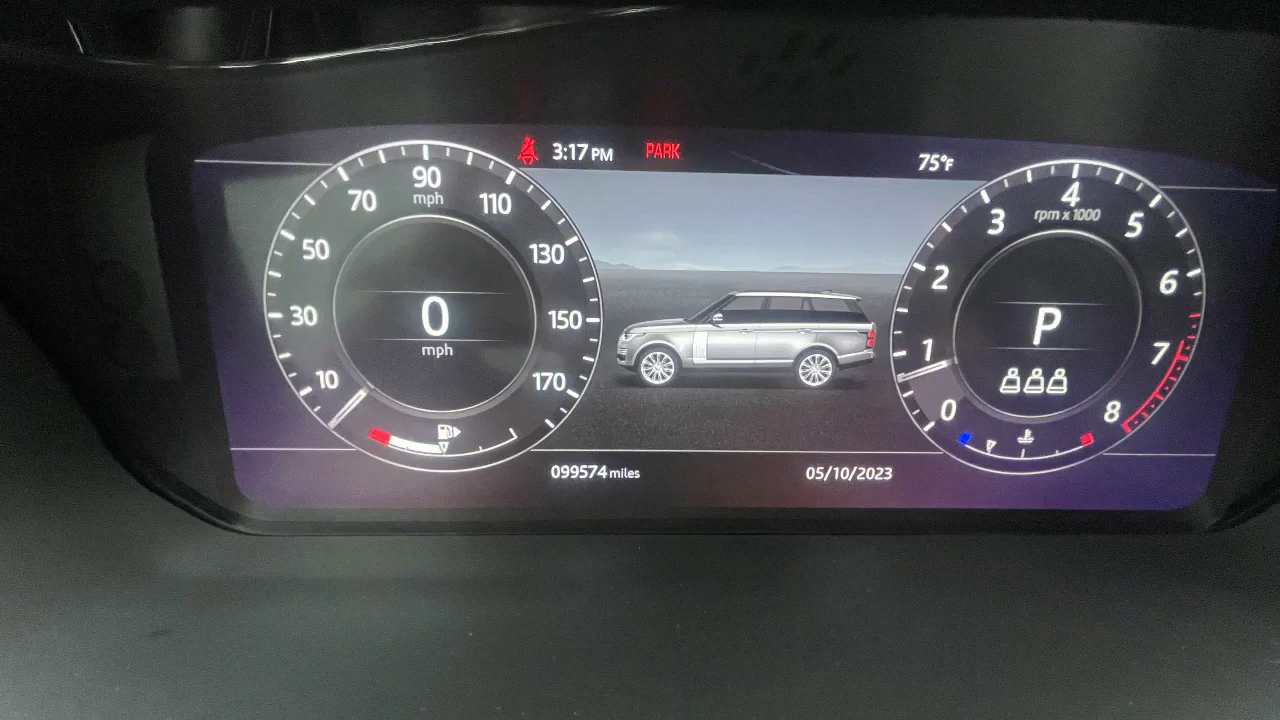 3:17 PM PARK 75°F
10 30 50 70 90 110 130 150 170
mph
0
mph
0 1 2 3 4 5 6 7 8
rpm x 1000
P
099574 miles 05/10/2023